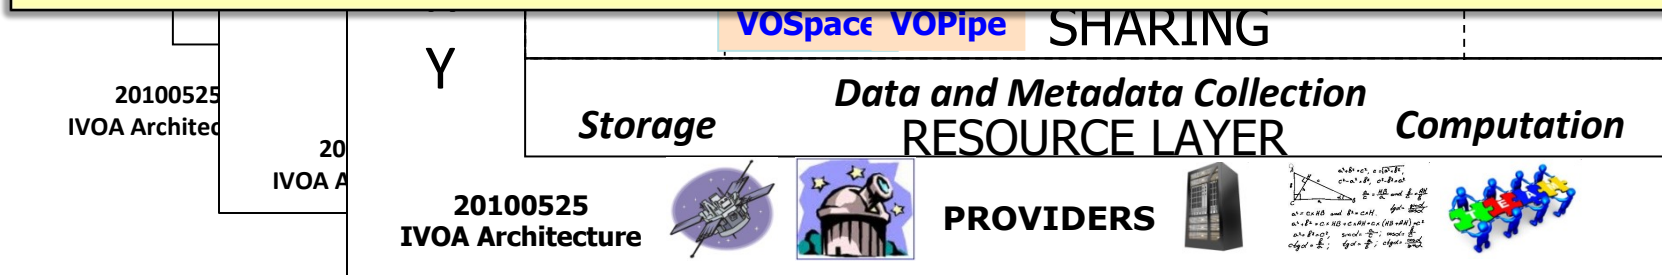 VOSpace VOPipe SHARING
Y
Data and Metadata Collection
Storage RESOURCE LAYER Computation
20100525
IVOA Architec
20
IVOA A
20100525
IVOA Architecture
PROVIDERS